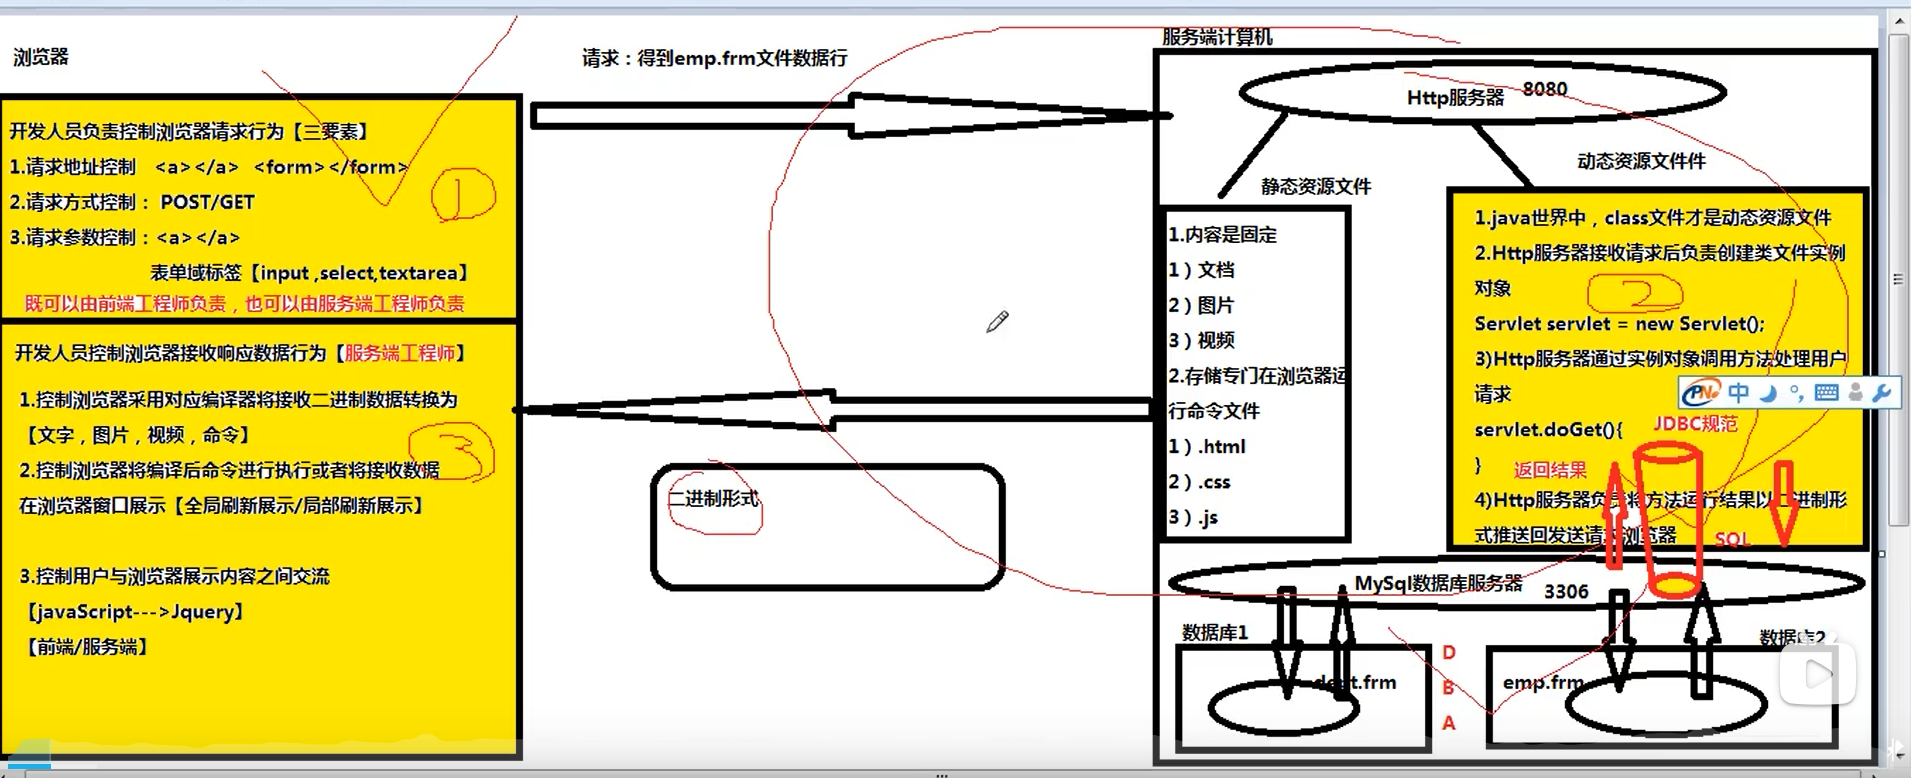 浏览器
请求：得到emp.frm文件数据行
服务端计算机
开发人员负责控制浏览器请求行为【三要素】
1.请求地址控制 <a></a> <form></form>
2.请求方式控制： POST/GET
3.请求参数控制：<a></a>
表单域标签【input ,select,textarea】
既可以由前端工程师负责，也可以由服务端工程师负责
1
开发人员控制浏览器接收响应数据行为【服务端工程师】
1.控制浏览器采用对应编译器将接收二进制数据转换为
【文字，图片，视频，命令】
2.控制浏览器将编译后命令进行执行或者将接收数据
在浏览器窗口展示【全局刷新展示/局部刷新展示】
3
3.控制用户与浏览器展示内容之间交流
【javaScript--->Jquery】
【前端/服务端】
二进制形式
Http服务器 8080
静态资源文件
动态资源文件件
1.内容是固定
1）文档
2）图片
3）视频
2.存储专门在浏览器运
行命令文件
1）.html
2）.css
3）.js
1.java世界中，class文件才是动态资源文件
2.Http服务器接收请求后负责创建类文件实例
对象
2
Servlet servlet = new Servlet();
3)Http服务器通过实例对象调用方法处理用户
请求
中
servlet.doGet(){
JDBC规范
}
返回结果
4)Http服务器负责将方法运行结果以二进制形
式推送回发送请求浏览器
SQL
MySql数据库服务器 3306
数据库1
数据库2
dept.frm
D
B
A
emp.frm